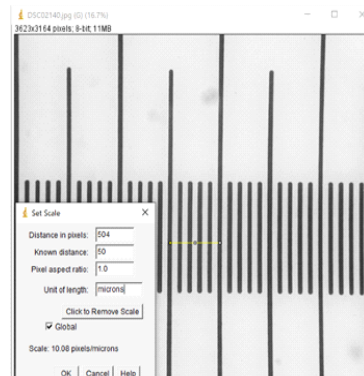 DSC02140.jpg (G) (16.7%)
3623x3164 pixels; 8-bit; 11MB
Set Scale
Distance in pixels: 504
Known distance: 50
Pixel aspect ratio: 1.0
Unit of length: microns
Click to Remove Scale
Global
Scale: 10.08 pixels/microns
OK Cancel Help